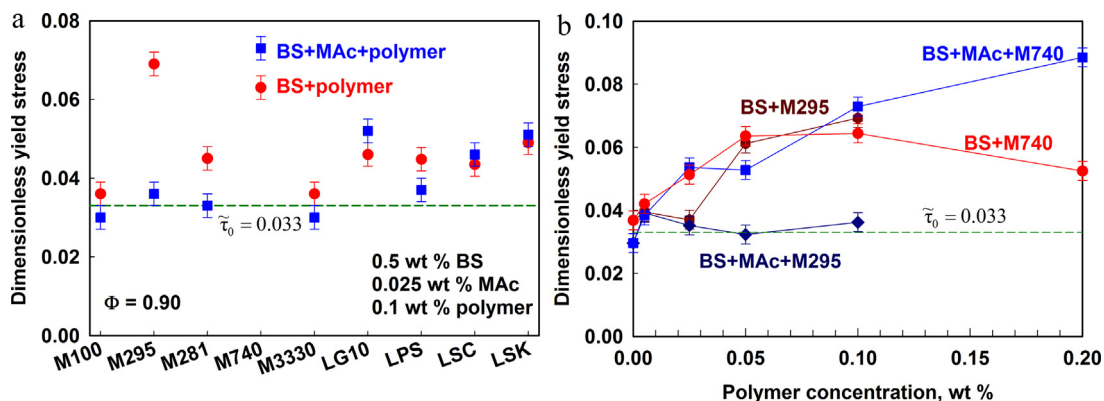 a
Dimensionless yield stress
0.08
0.06
0.04
0.02
0.00
BS+MAc+polymer
BS+polymer
τ̃₀ = 0.033
0.5 wt % BS
0.025 wt % MAc
0.1 wt % polymer
Φ = 0.90
M100 M295 M281 M740 M3330 LG10 LPS LSC LSK
b
Dimensionless yield stress
0.10
0.08
0.06
0.04
0.02
0.00
BS+MAc+M740
BS+M295
BS+M740
τ̃₀ = 0.033
BS+MAc+M295
0.00 0.05 0.10 0.15 0.20
Polymer concentration, wt %